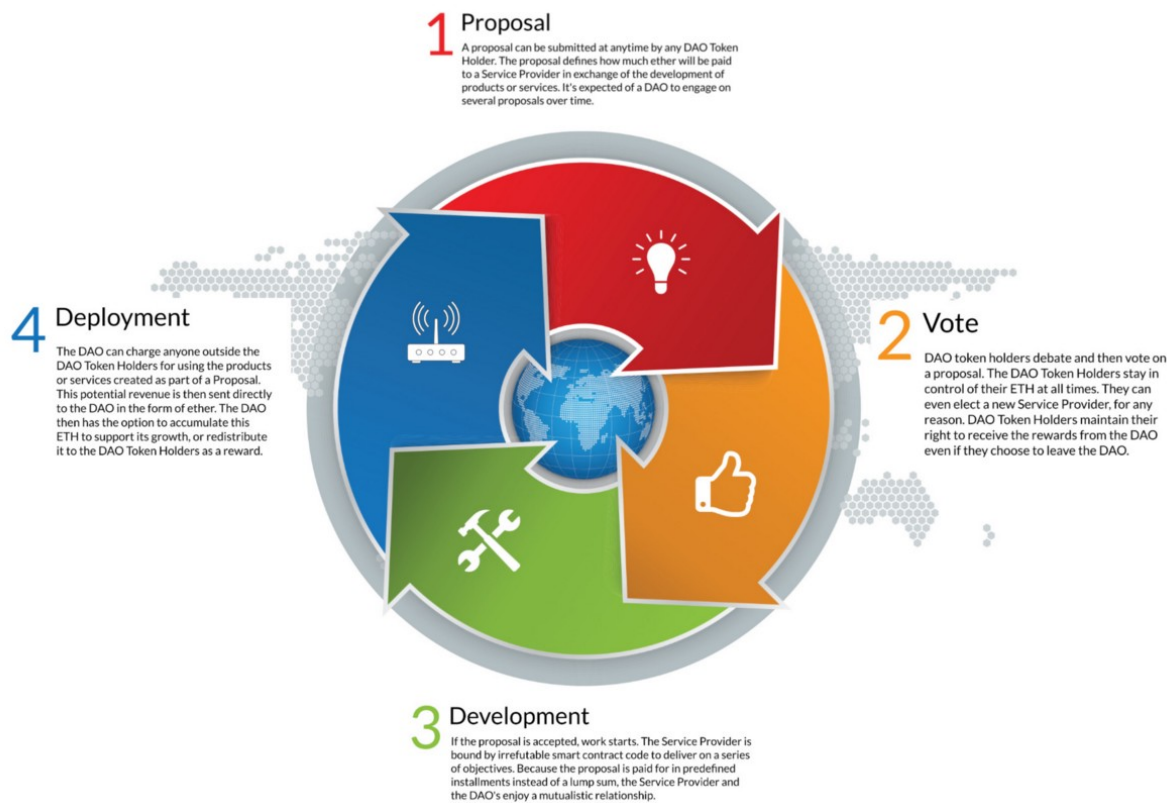 1 Proposal
A proposal can be submitted at anytime by any DAO Token
Holder. The proposal defines how much ether will be paid
to a Service Provider in exchange of the development of
products or services. It's expected of a DAO to engage on
several proposals over time.
2 Vote
DAO token holders debate and then vote on
a proposal. The DAO Token Holders stay in
control of their ETH at all times. They can
even elect a new Service Provider, for any
reason. DAO Token Holders maintain their
right to receive the rewards from the DAO
even if they choose to leave the DAO.
3 Development
If the proposal is accepted, work starts. The Service Provider is
bound by irrefutable smart contract code to deliver on a series
of objectives. Because the proposal is paid for in predefined
installments instead of a lump sum, the Service Provider and
the DAO's enjoy a mutualistic relationship.
4 Deployment
The DAO can charge anyone outside the
DAO Token Holders for using the products
or services created as part of a Proposal.
This potential revenue is then sent directly
to the DAO in the form of ether. The DAO
then has the option to accumulate this
ETH to support its growth, or redistribute
it to the DAO Token Holders as a reward.